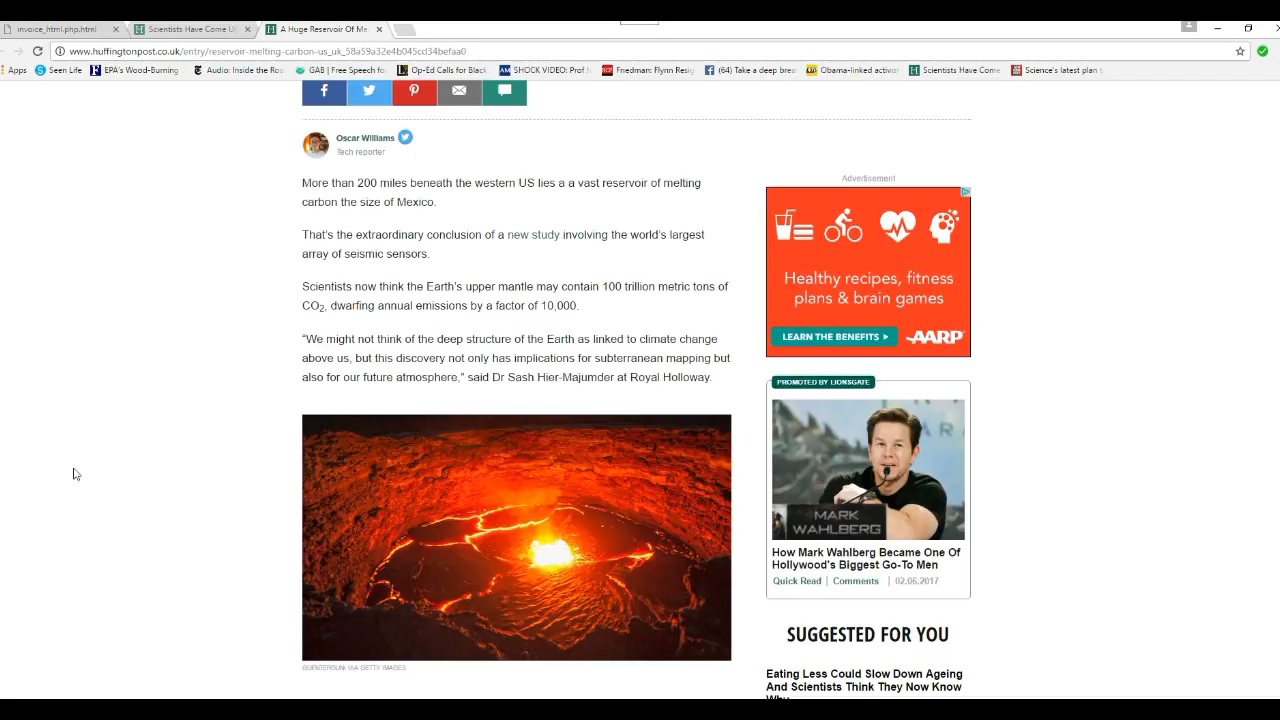 invoice_html.php.html
Scientists Have Come U
A Huge Reservoir Of Me
www.huffingtonpost.co.uk/entry/reservoir-melting-carbon-us_uk_58a59a32e4b045cd34befaa0
Apps
Seen Life
EPA's Wood-Burning
Audio: Inside the Roo
GAB | Free Speech fo
Op-Ed Calls for Black
SHOCK VIDEO: Prof h
Friedman: Flynn Resig
(64) Take a deep brea
Obama-linked activis
Scientists Have Come
Science's latest plan
Oscar Williams
Tech reporter
More than 200 miles beneath the western US lies a a vast reservoir of melting
carbon the size of Mexico.
That's the extraordinary conclusion of a new study involving the world's largest
array of seismic sensors.
Scientists now think the Earth's upper mantle may contain 100 trillion metric tons of
CO2, dwarfing annual emissions by a factor of 10,000.
“We might not think of the deep structure of the Earth as linked to climate change
above us, but this discovery not only has implications for subterranean mapping but
also for our future atmosphere,” said Dr Sash Hier-Majumder at Royal Holloway.
VIA GETTY IMAGES
Advertisement
Healthy recipes, fitness
plans & brain games
LEARN THE BENEFITS
AARP
PROMOTED BY LIONSGATE
MARK
WAHLBERG
How Mark Wahlberg Became One Of
Hollywood's Biggest Go-To Men
Quick Read | Comments | 02.06.2017
SUGGESTED FOR YOU
Eating Less Could Slow Down Ageing
And Scientists Think They Now Know
Why